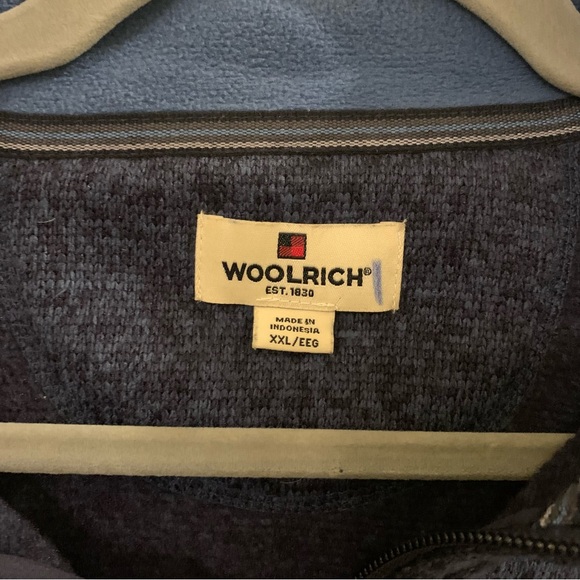 WOOLRICH®
EST. 1830
MADE IN
INDONESIA
XXL/EEG